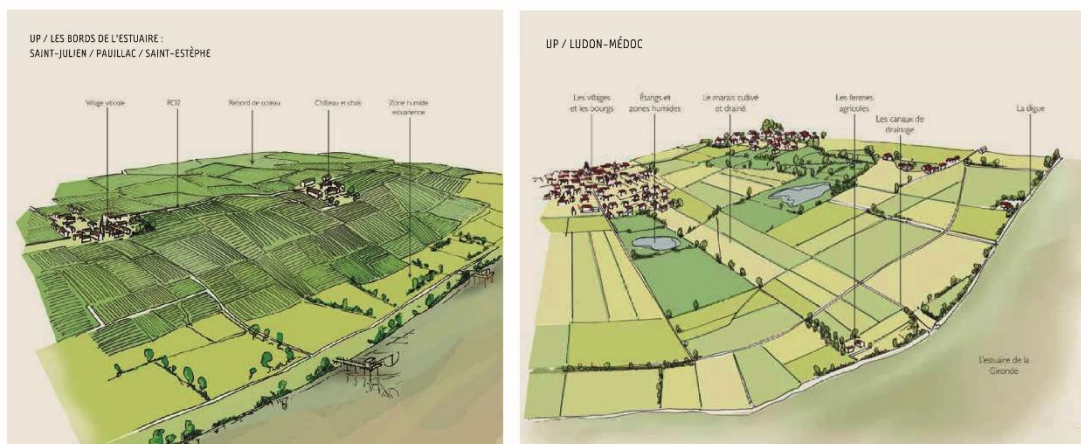 UP / LES BORDS DE L'ESTUAIRE :
SAINT-JULIEN / PAUILLAC / SAINT-ESTÈPHE
Village viticole
RD2
Rebord de coteau
Château et chais
Zone humide
estuarienne
UP / LUDON-MÉDOC
Les villages
et les bourgs
Étangs et
zones humides
Le marais cultivé
et drainé
Les fermes
agricoles
Les canaux de
drainage
La digue
L'estuaire de la
Gironde